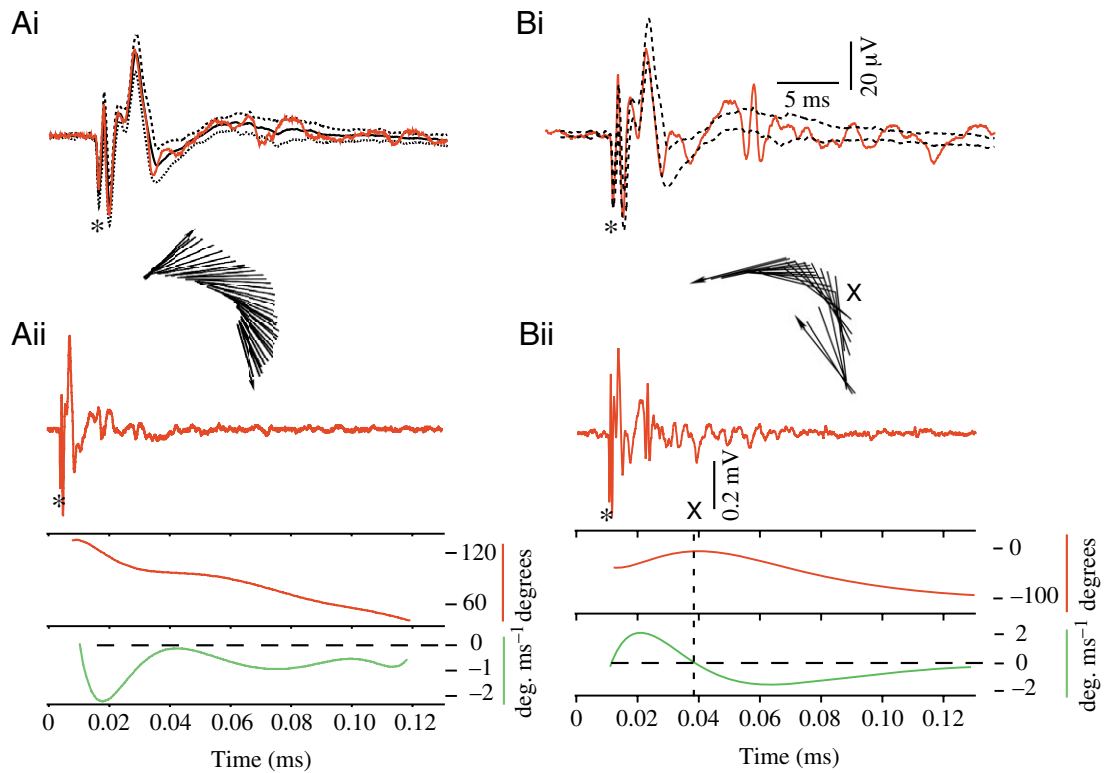 Ai
Bi
20 µV
5 ms
*
*
X
Aii
Bii
*
*
0.2 mV
X
120
60
degrees
0
−100
degrees
0
−1
−2
deg. ms−1
2
0
−2
deg. ms−1
0 0.02 0.04 0.06 0.08 0.10 0.12
0 0.02 0.04 0.06 0.08 0.10 0.12
Time (ms)
Time (ms)